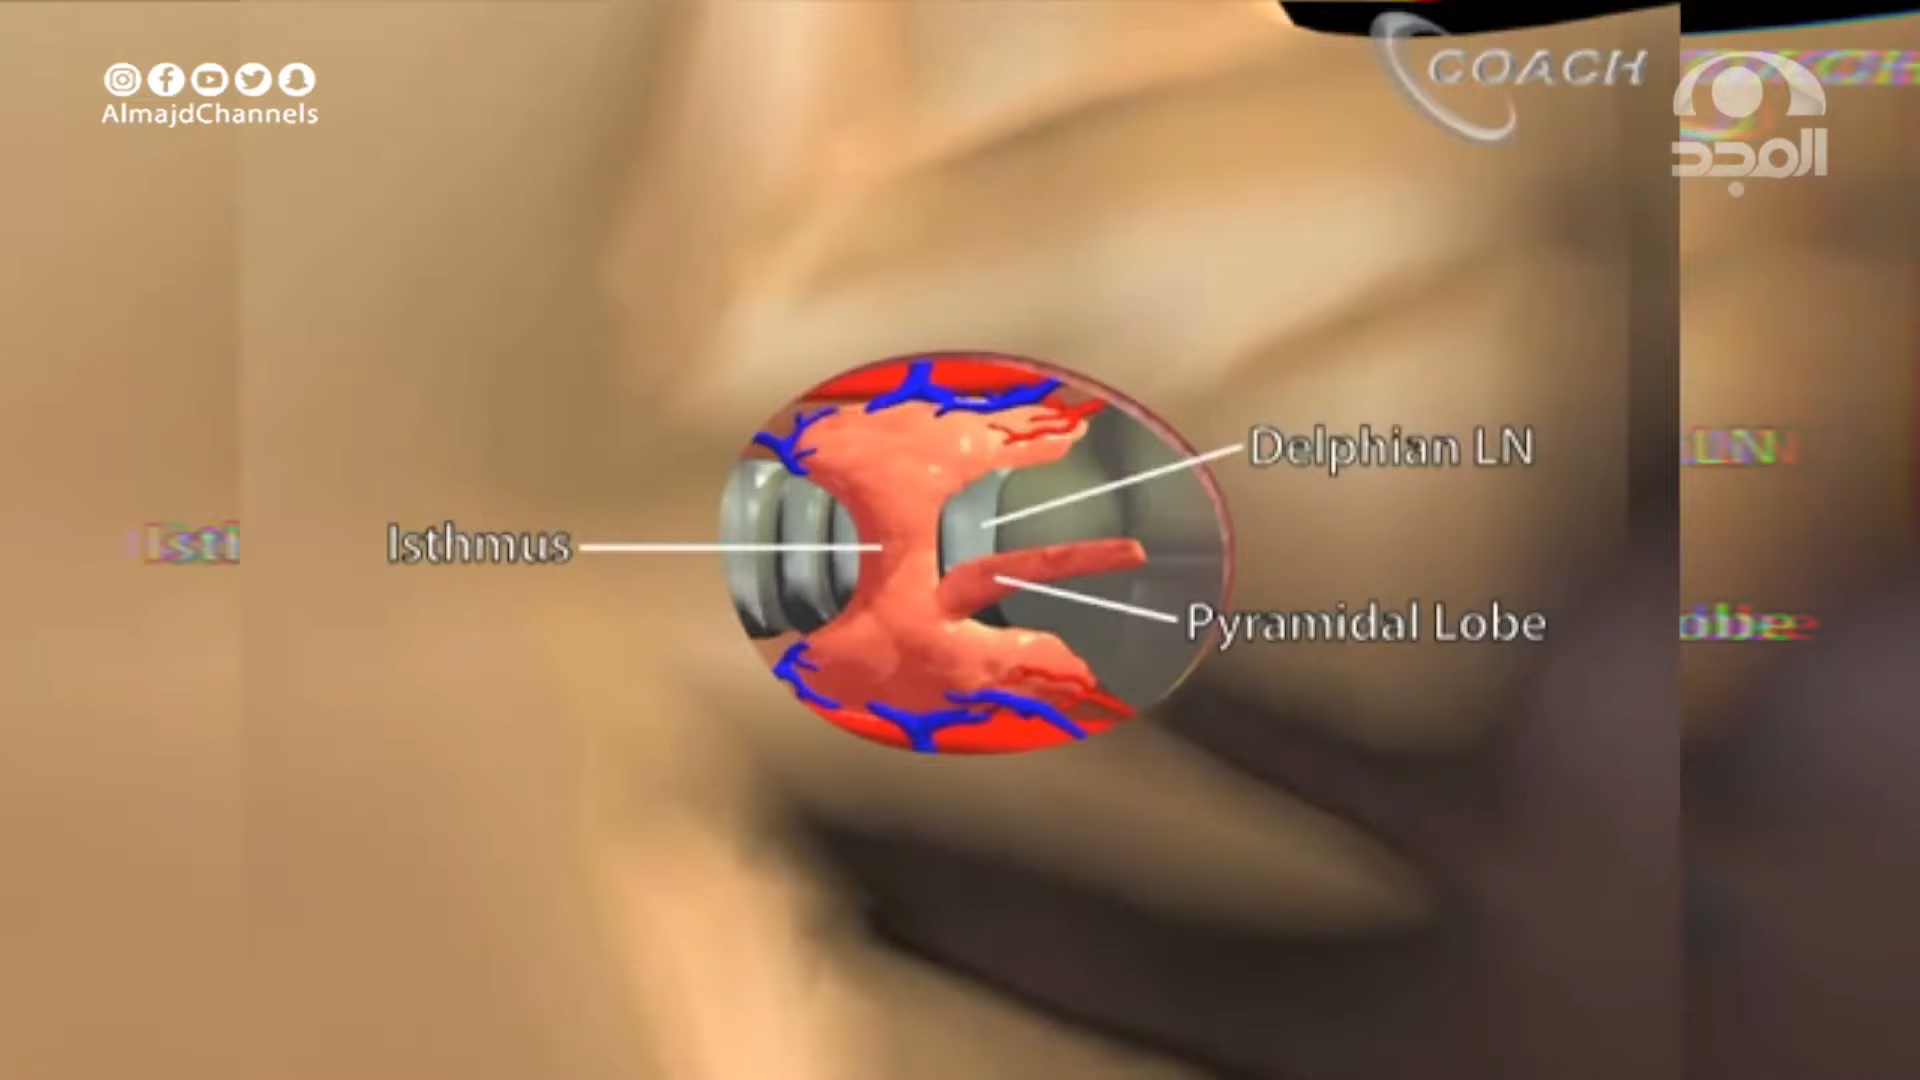 AlmajdChannels
COACH
المجد
Delphian LN
Isthmus
Pyramidal Lobe